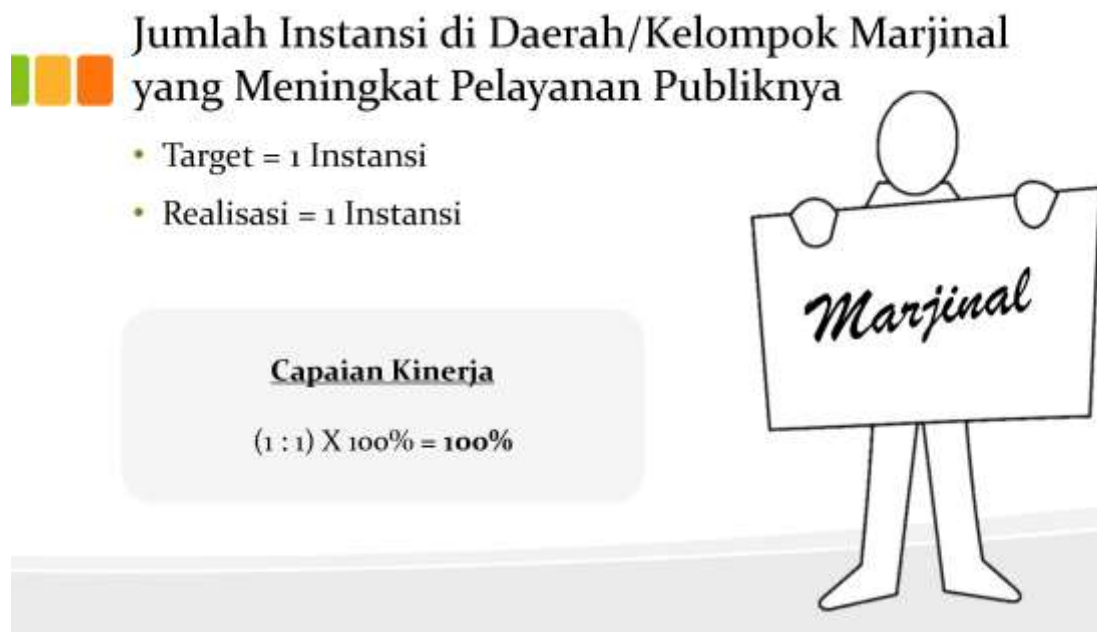 Jumlah Instansi di Daerah/Kelompok Marjinal
yang Meningkat Pelayanan Publiknya
• Target = 1 Instansi
• Realisasi = 1 Instansi
Marjinal
Capaian Kinerja
(1 : 1) X 100% = 100%